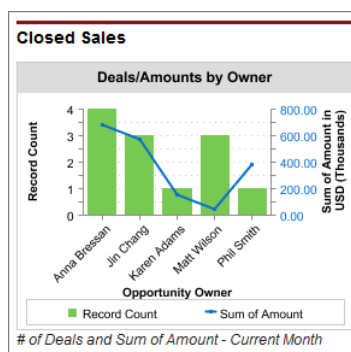 Closed Sales
Deals/Amounts by Owner
Record Count
4
3
2
1
0
800.00
600.00
400.00
200.00
0.00
Sum of Amount in
USD (Thousands)
Anna Bressan
Jin Chang
Karen Adams
Matt Wilson
Phil Smith
Opportunity Owner
Record Count
Sum of Amount
# of Deals and Sum of Amount - Current Month